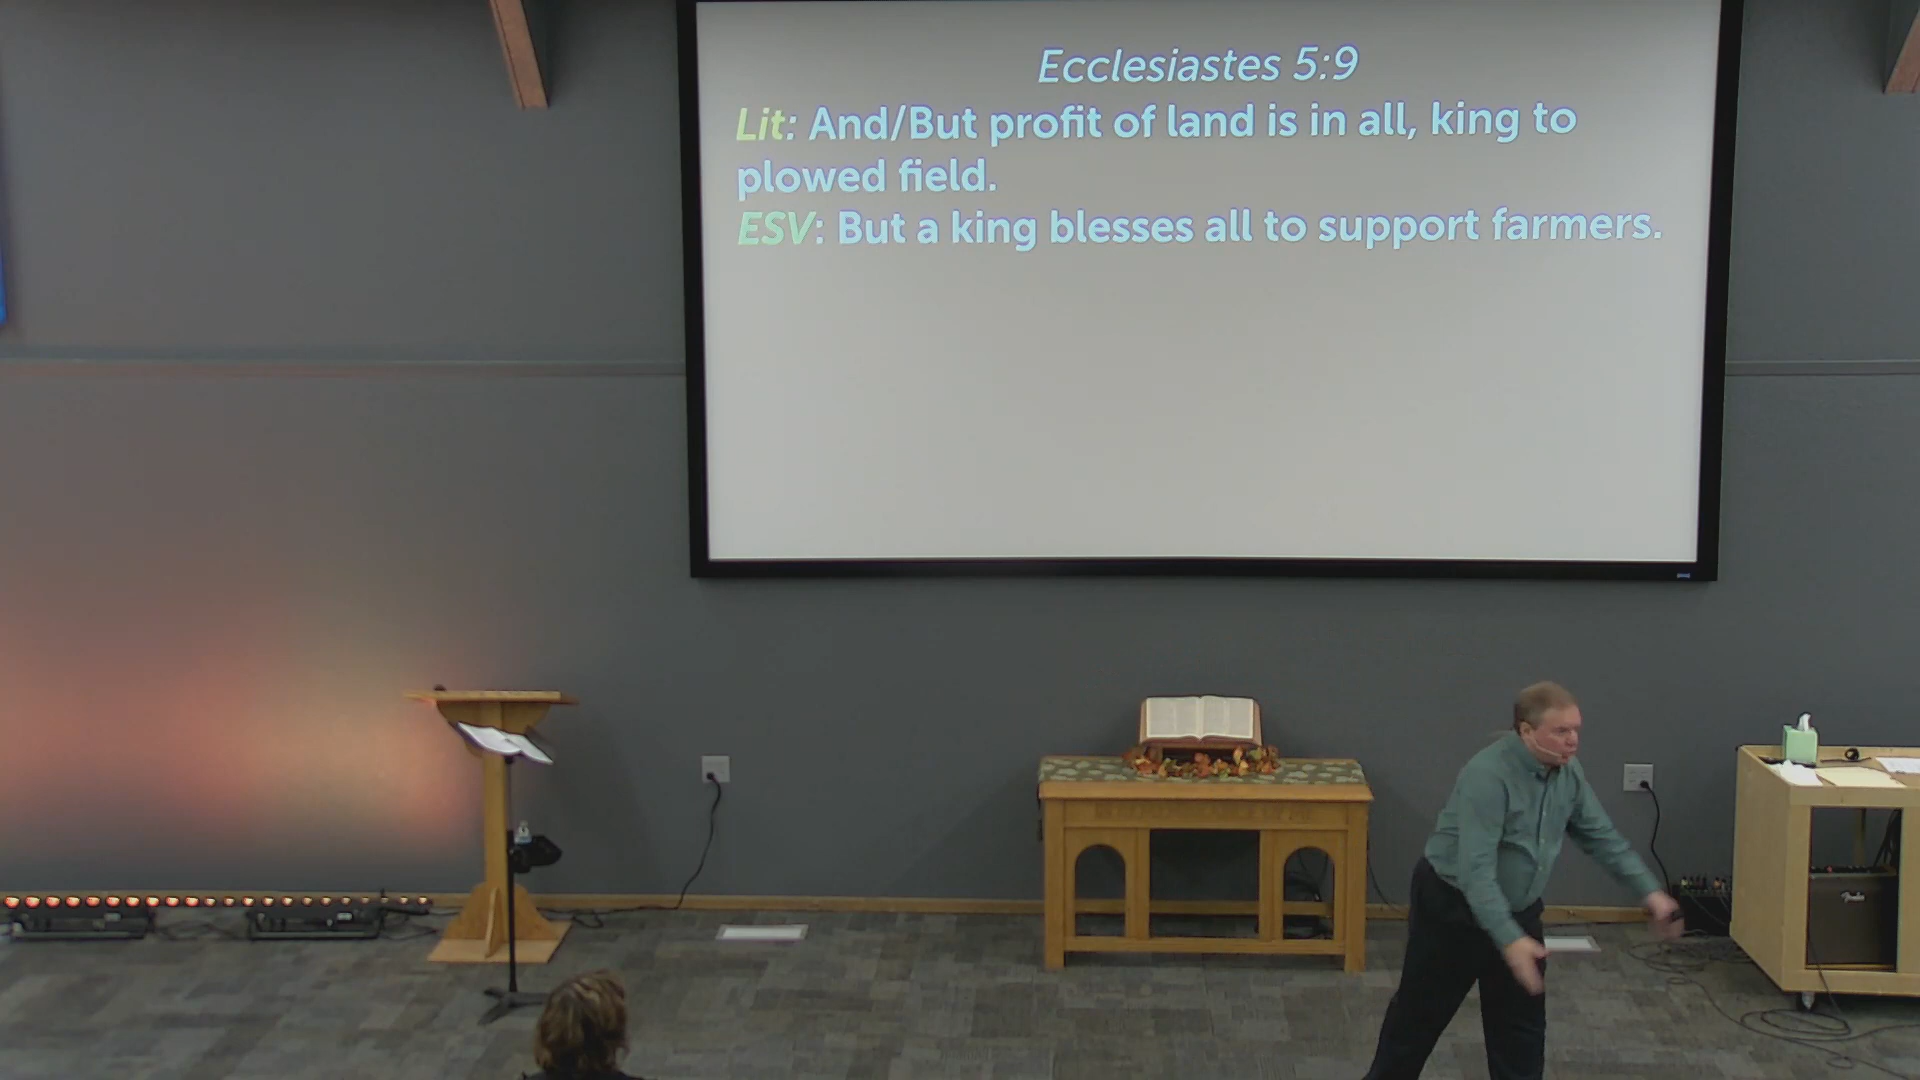 Ecclesiastes 5:9
Lit: And/But profit of land is in all, king to
plowed field.
ESV: But a king blesses all to support farmers.
Fender